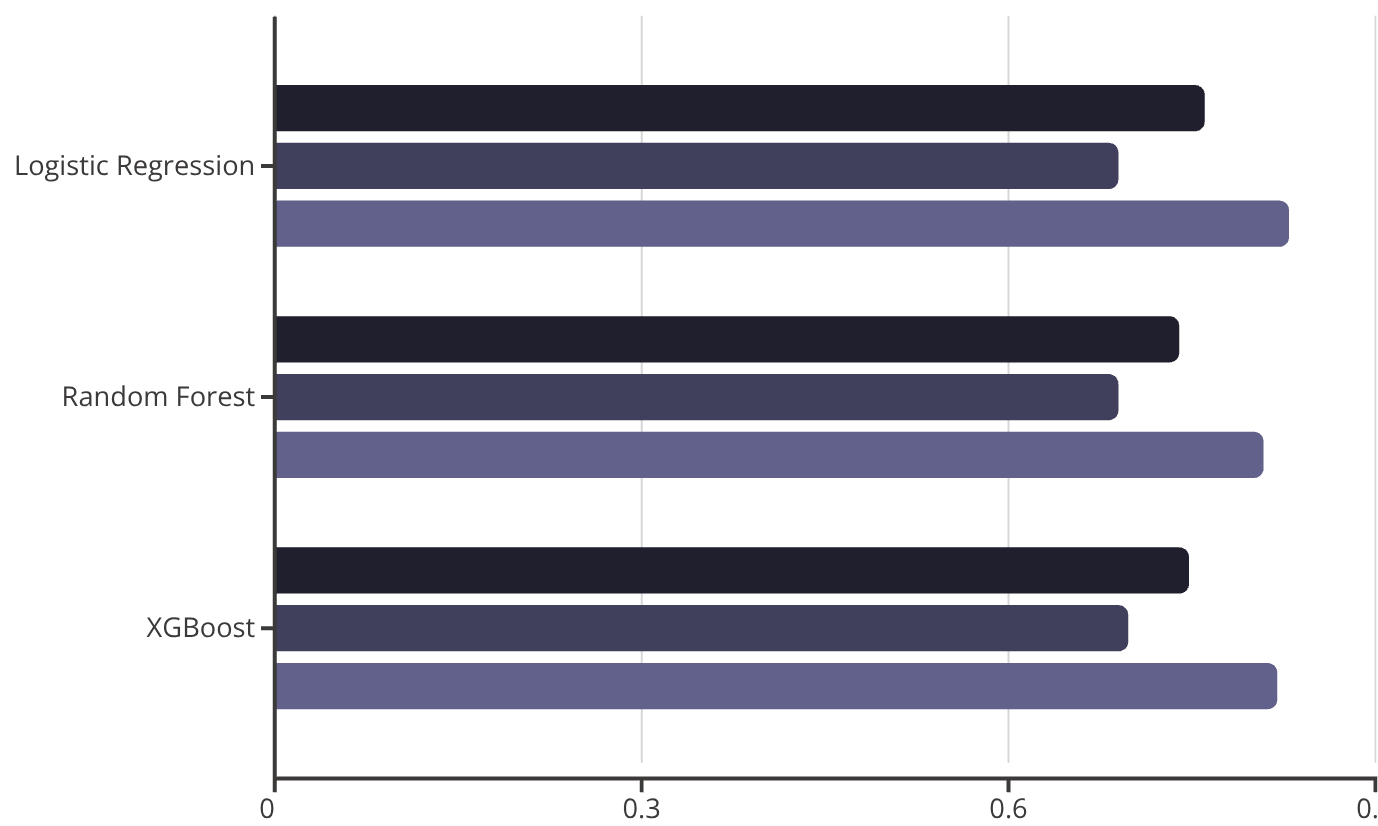 Logistic Regression
Random Forest
XGBoost
0 0.3 0.6 0.